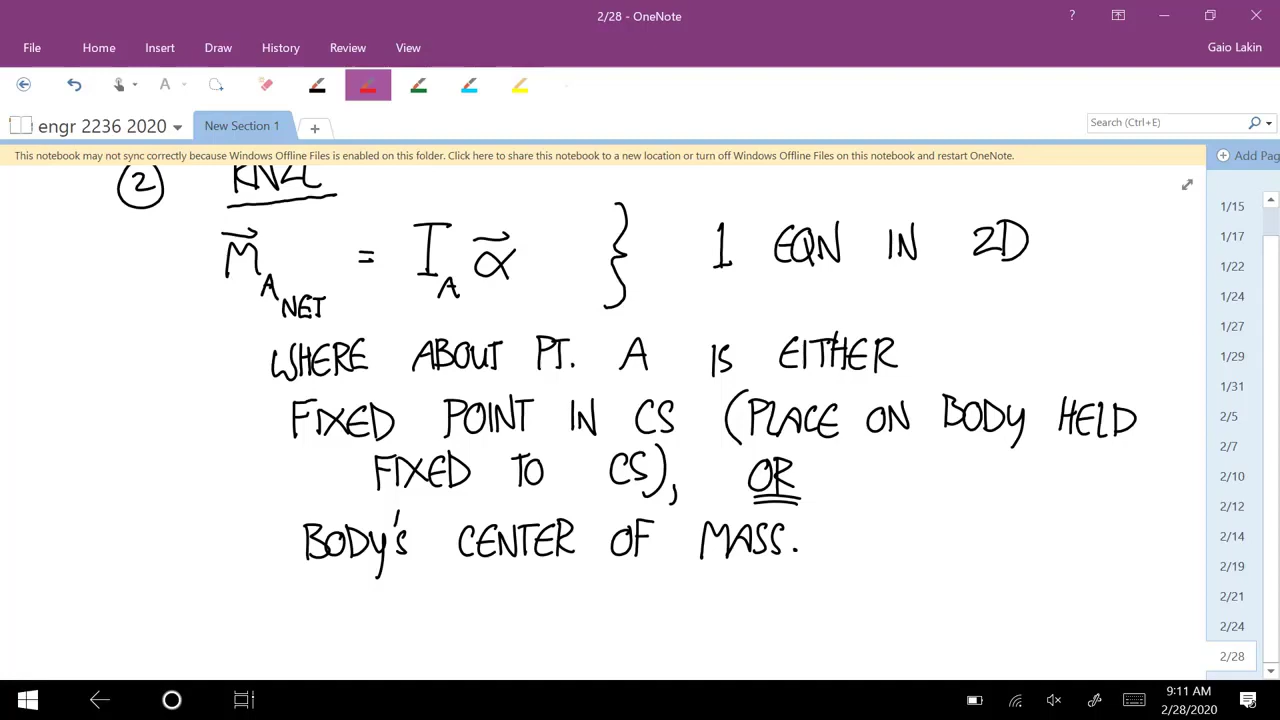 2/28 - OneNote
?
File Home Insert Draw History Review View
Gaio Lakin
A
engr 2236 2020
New Section 1
+
Search (Ctrl+E)
This notebook may not sync correctly because Windows Offline Files is enabled on this folder. Click here to share this notebook to a new location or turn off Windows Offline Files on this notebook and restart OneNote.
Add Pag
② RN2L
M⃗_A NET = I_A α⃗ } 1 EQN IN 2D
WHERE ABOUT PT. A IS EITHER
FIXED POINT IN CS (PLACE ON BODY HELD
FIXED TO CS), OR
BODY'S CENTER OF MASS.
1/15
1/17
1/22
1/24
1/27
1/29
1/31
2/5
2/7
2/10
2/12
2/14
2/19
2/21
2/24
2/28
9:11 AM
2/28/2020